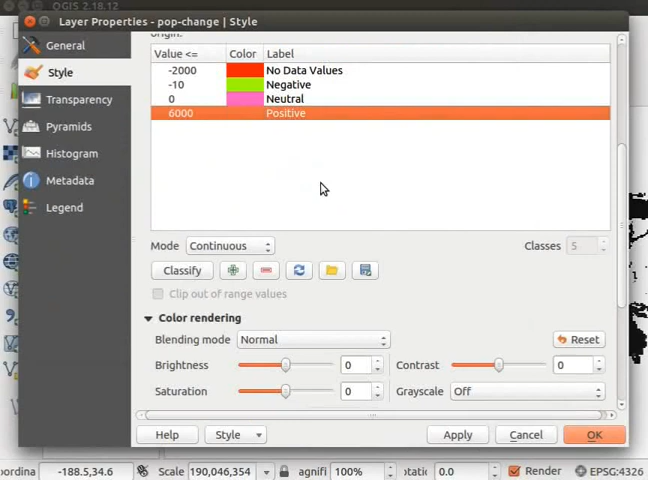 QGIS 2.18.12
Layer Properties - pop-change | Style
General
Style
Transparency
Pyramids
Histogram
Metadata
Legend
Value <= Color Label
-2000 No Data Values
-10 Negative
0 Neutral
6000 Positive
Mode Continuous Classes 5
Classify
Clip out of range values
Color rendering
Blending mode Normal Reset
Brightness 0 Contrast 0
Saturation 0 Grayscale Off
Help Style Apply Cancel OK
oordina -188.5,34.6 Scale 190,046,354 agnifi 100% otatio 0.0 Render EPSG:4326